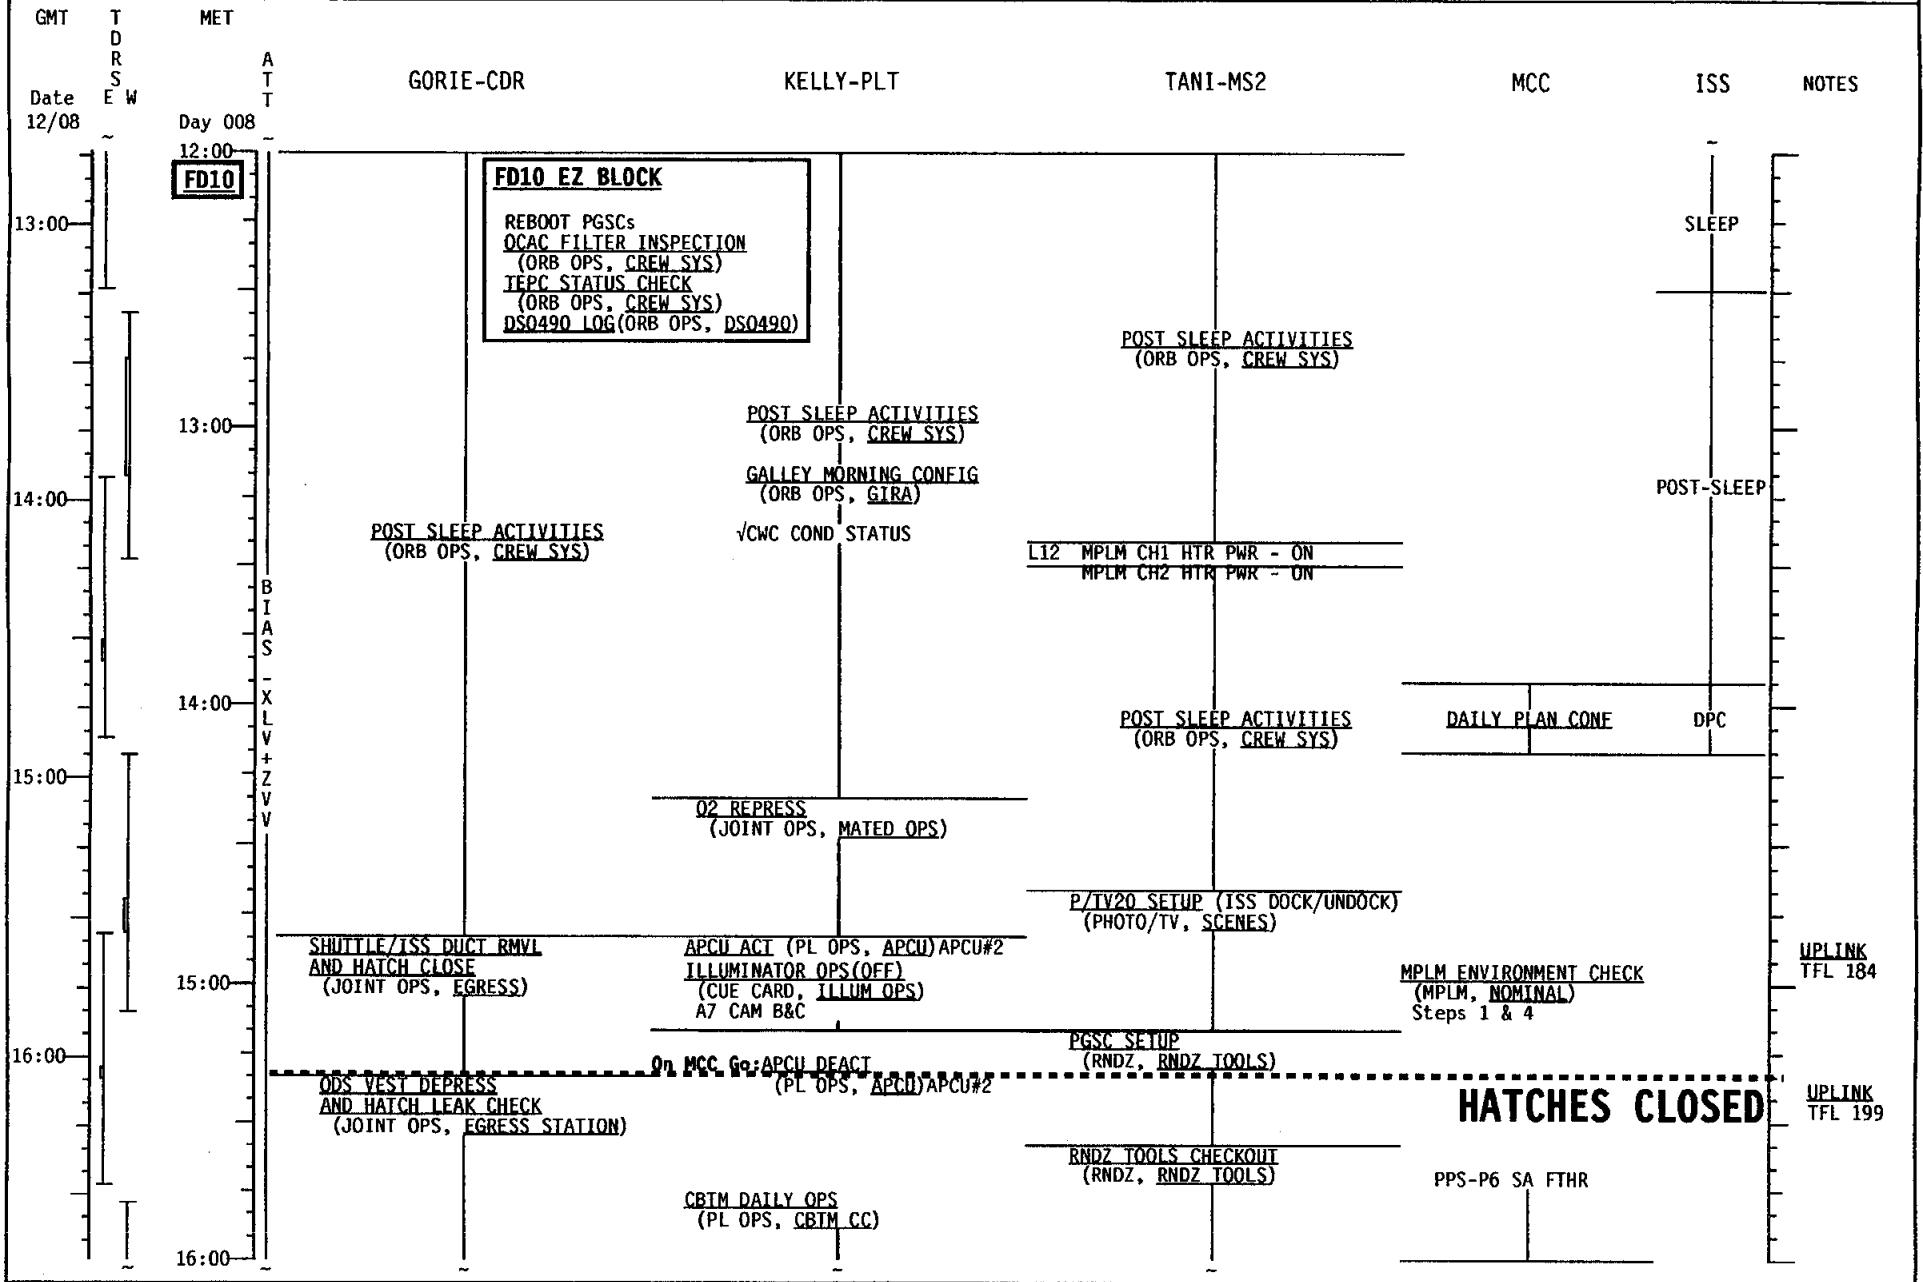 GMT
TDRS
E W
MET
ATT
GORIE-CDR
KELLY-PLT
TANI-MS2
MCC
ISS
NOTES
Date
12/08
Day 008
12:00
FD10
FD10 EZ BLOCK
REBOOT PGSCs
OCAC FILTER INSPECTION
(ORB OPS, CREW SYS)
TEPC STATUS CHECK
(ORB OPS, CREW SYS)
DSO490 LOG(ORB OPS, DSO490)
13:00
SLEEP
POST SLEEP ACTIVITIES
(ORB OPS, CREW SYS)
13:00
POST SLEEP ACTIVITIES
(ORB OPS, CREW SYS)
GALLEY MORNING CONFIG
(ORB OPS, GIRA)
√CWC COND STATUS
14:00
POST-SLEEP
POST SLEEP ACTIVITIES
(ORB OPS, CREW SYS)
L12 MPLM CH1 HTR PWR - ON
MPLM CH2 HTR PWR - ON
BIAS -XLV+ZVV
14:00
POST SLEEP ACTIVITIES
(ORB OPS, CREW SYS)
DAILY PLAN CONF
DPC
15:00
O2 REPRESS
(JOINT OPS, MATED OPS)
P/TV20 SETUP (ISS DOCK/UNDOCK)
(PHOTO/TV, SCENES)
SHUTTLE/ISS DUCT RMVL
AND HATCH CLOSE
(JOINT OPS, EGRESS)
APCU ACT (PL OPS, APCU)APCU#2
ILLUMINATOR OPS(OFF)
(CUE CARD, ILLUM OPS)
A7 CAM B&C
15:00
MPLM ENVIRONMENT CHECK
(MPLM, NOMINAL)
Steps 1 & 4
UPLINK
TFL 184
16:00
PGSC SETUP
(RNDZ, RNDZ TOOLS)
On MCC Go:APCU DEACT
(PL OPS, APCU)APCU#2
ODS VEST DEPRESS
AND HATCH LEAK CHECK
(JOINT OPS, EGRESS STATION)
HATCHES CLOSED
UPLINK
TFL 199
RNDZ TOOLS CHECKOUT
(RNDZ, RNDZ TOOLS)
PPS-P6 SA FTHR
CBTM DAILY OPS
(PL OPS, CBTM CC)
16:00